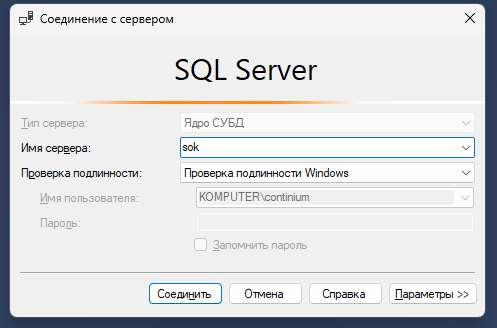 Соединение с сервером
SQL Server
Тип сервера: Ядро СУБД
Имя сервера: sok
Проверка подлинности: Проверка подлинности Windows
Имя пользователя: KOMPUTER\continium
Пароль:
Запомнить пароль
Соединить Отмена Справка Параметры >>